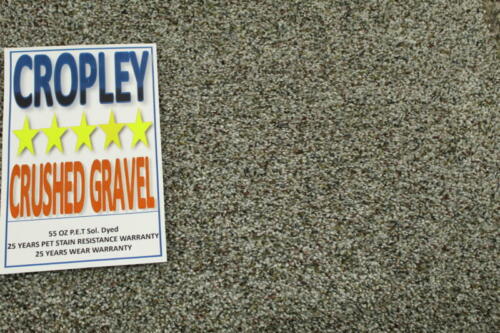 CROPLEY
CRUSHED GRAVEL
55 OZ P.E.T Sol. Dyed
25 YEARS PET STAIN RESISTANCE WARRANTY
25 YEARS WEAR WARRANTY